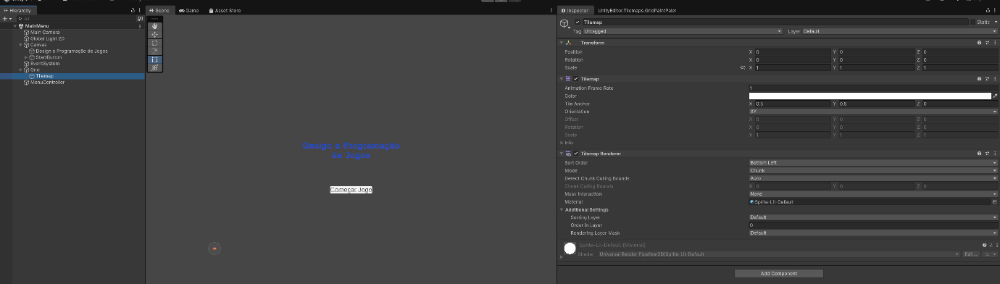 Hierarchy
All
MainMenu
Main Camera
Global Light 2D
Canvas
Design e Programação de Jogos
StartButton
EventSystem
Grid
Tilemap
MenuController
Scene Game Asset Store
Design e Programação
de Jogos
Começar Jogo
Inspector UnityEditor.Tilemaps.GridPaintPalett
Tilemap Static
Tag Untagged Layer Default
Transform
Position X 0 Y 0 Z 0
Rotation X 0 Y 0 Z 0
Scale X 1 Y 1 Z 1
Tilemap
Animation Frame Rate 1
Color
Tile Anchor X 0.5 Y 0.5 Z 0
Orientation XY
Offset X 0 Y 0 Z 0
Rotation X 0 Y 0 Z 0
Scale X 1 Y 1 Z 1
Info
Tilemap Renderer
Sort Order Bottom Left
Mode Chunk
Detect Chunk Culling Bounds Auto
Chunk Culling Bounds X 0 Y 0 Z 0
Mask Interaction None
Material Sprite-Lit-Default
Additional Settings
Sorting Layer Default
Order in Layer 0
Rendering Layer Mask Default
Sprite-Lit-Default (Material)
Shader Universal Render Pipeline/2D/Sprite-Lit-Default Edit...
Add Component